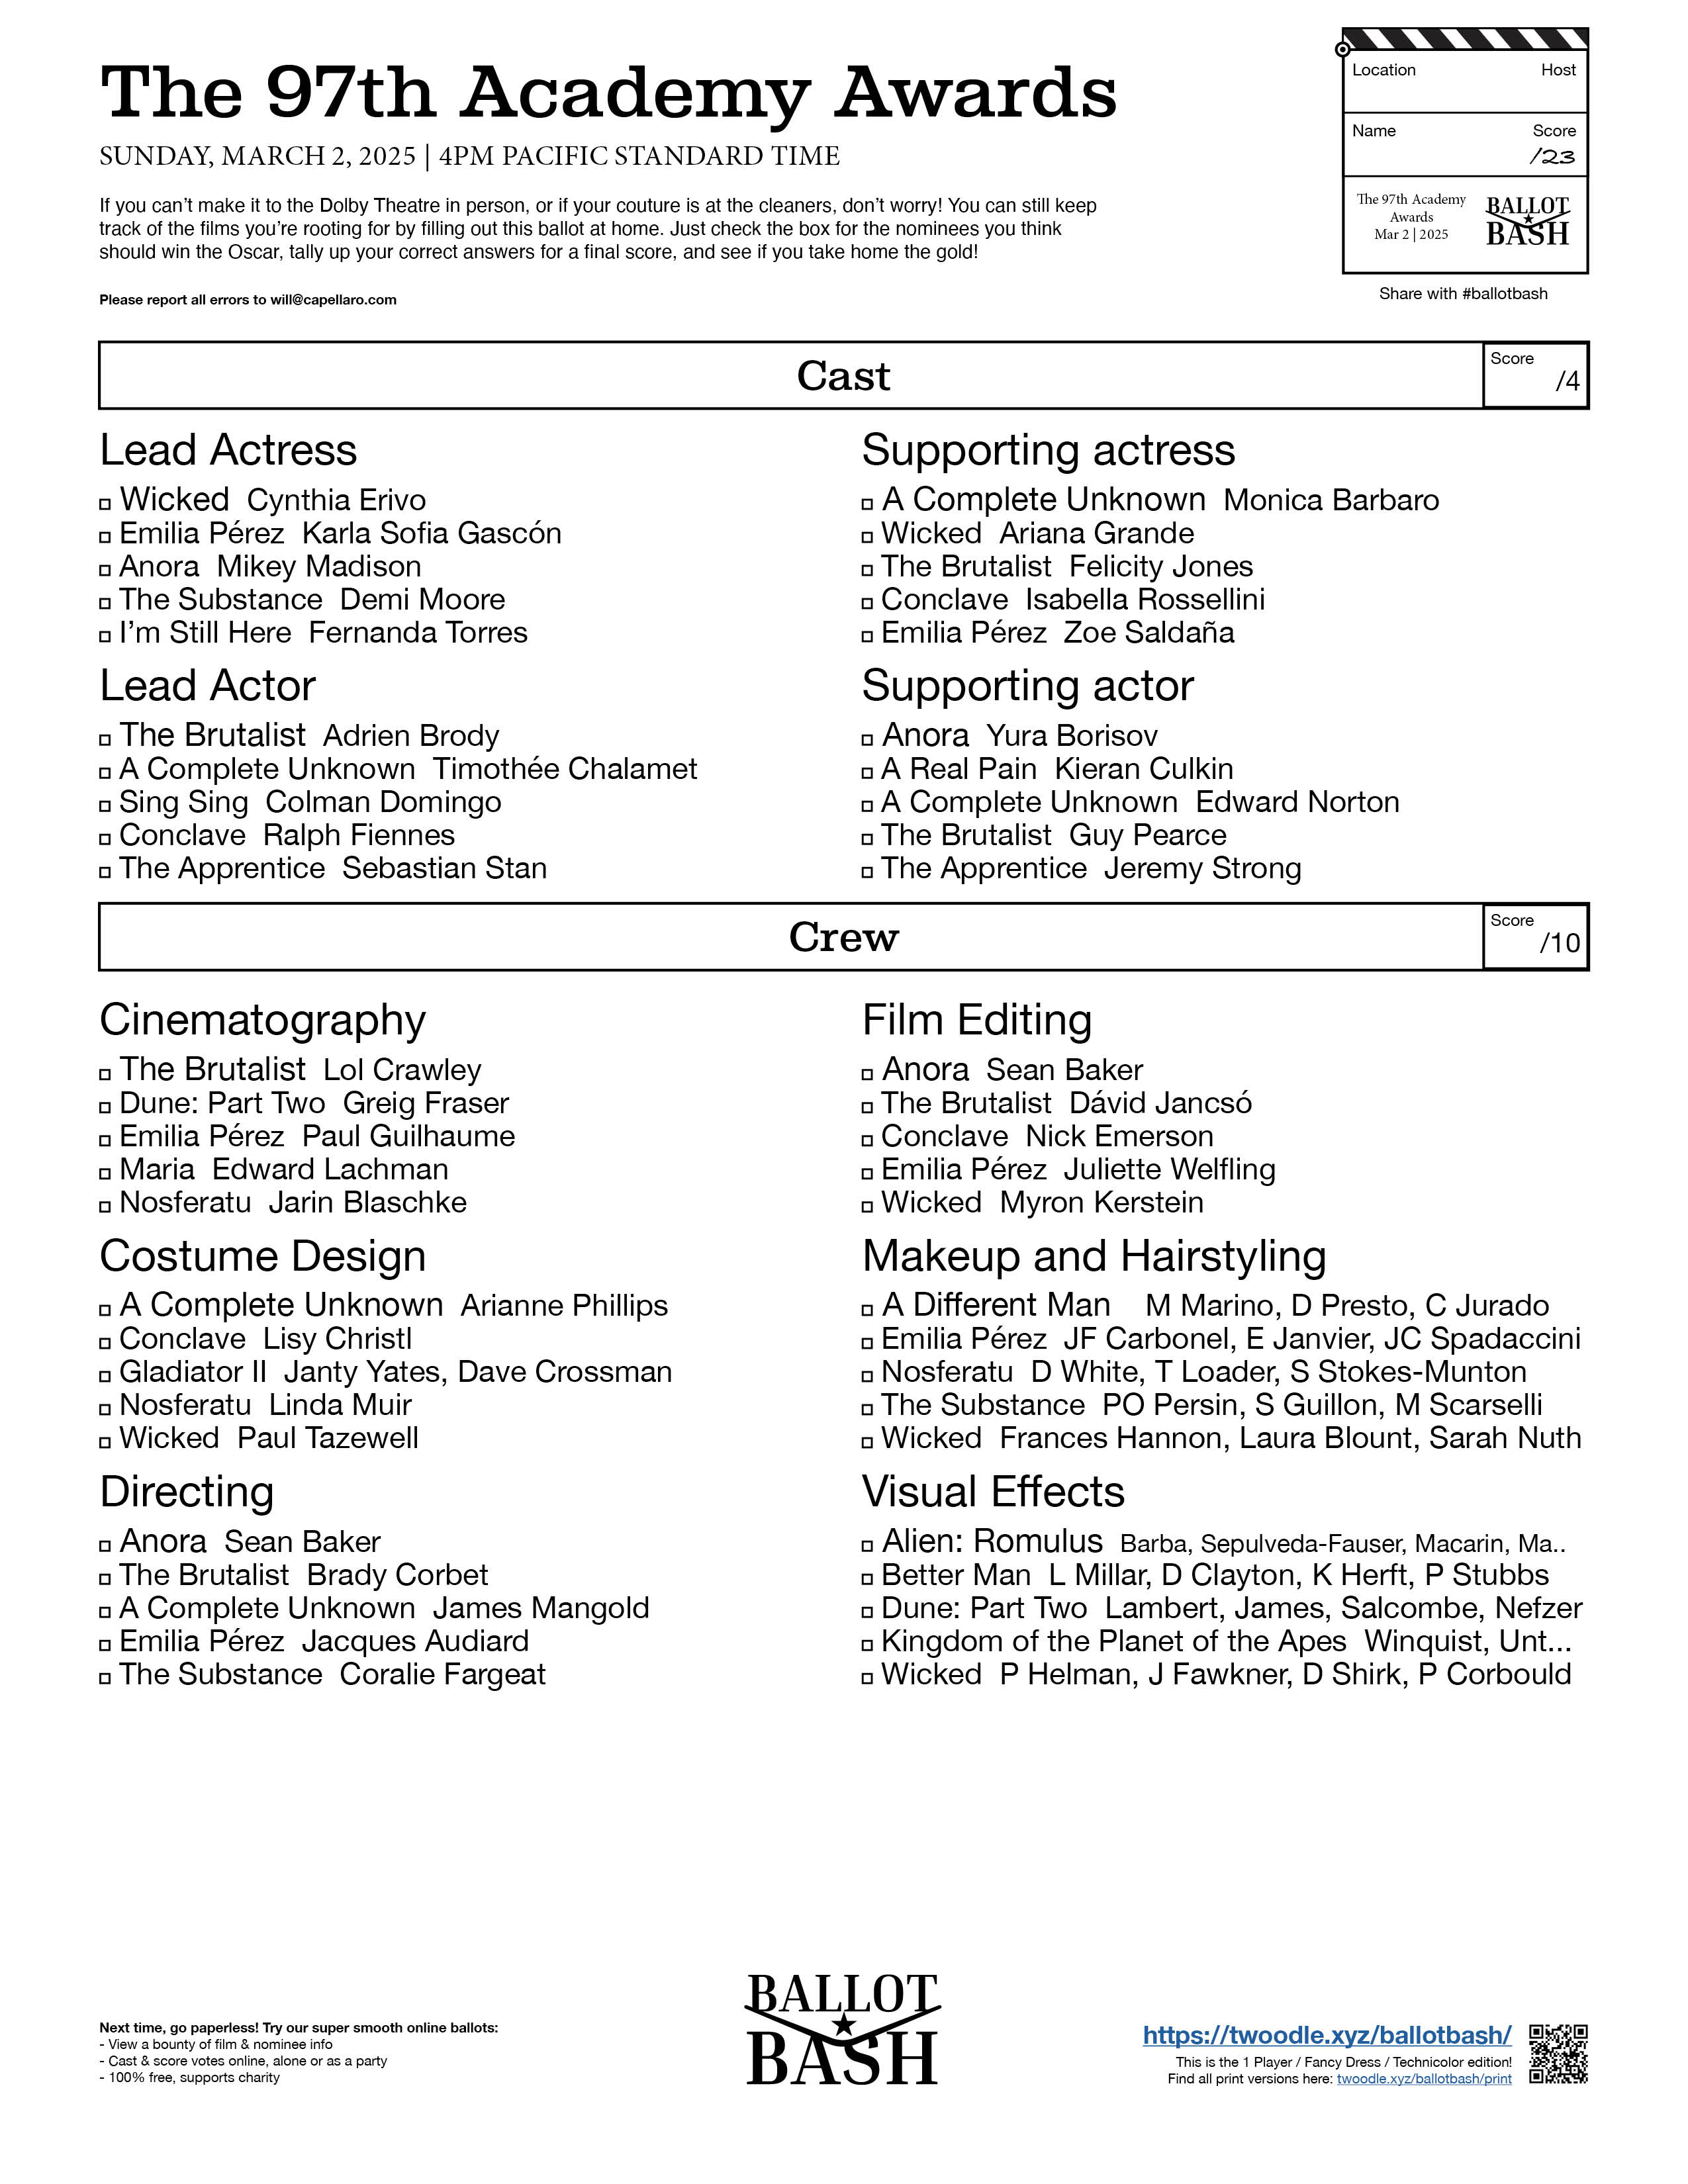 The 97th Academy Awards
SUNDAY, MARCH 2, 2025 | 4PM PACIFIC STANDARD TIME
If you can’t make it to the Dolby Theatre in person, or if your couture is at the cleaners, don’t worry! You can still keep
track of the films you’re rooting for by filling out this ballot at home. Just check the box for the nominees you think
should win the Oscar, tally up your correct answers for a final score, and see if you take home the gold!
Please report all errors to will@capellaro.com
Location Host
Name Score
/23
The 97th Academy
Awards
Mar 2 | 2025
BALLOT
BASH
Share with #ballotbash
Cast
Score
/4
Lead Actress
Wicked Cynthia Erivo
Emilia Pérez Karla Sofia Gascón
Anora Mikey Madison
The Substance Demi Moore
I’m Still Here Fernanda Torres
Lead Actor
The Brutalist Adrien Brody
A Complete Unknown Timothée Chalamet
Sing Sing Colman Domingo
Conclave Ralph Fiennes
The Apprentice Sebastian Stan
Supporting actress
A Complete Unknown Monica Barbaro
Wicked Ariana Grande
The Brutalist Felicity Jones
Conclave Isabella Rossellini
Emilia Pérez Zoe Saldaña
Supporting actor
Anora Yura Borisov
A Real Pain Kieran Culkin
A Complete Unknown Edward Norton
The Brutalist Guy Pearce
The Apprentice Jeremy Strong
Crew
Score
/10
Cinematography
The Brutalist Lol Crawley
Dune: Part Two Greig Fraser
Emilia Pérez Paul Guilhaume
Maria Edward Lachman
Nosferatu Jarin Blaschke
Costume Design
A Complete Unknown Arianne Phillips
Conclave Lisy Christl
Gladiator II Janty Yates, Dave Crossman
Nosferatu Linda Muir
Wicked Paul Tazewell
Directing
Anora Sean Baker
The Brutalist Brady Corbet
A Complete Unknown James Mangold
Emilia Pérez Jacques Audiard
The Substance Coralie Fargeat
Film Editing
Anora Sean Baker
The Brutalist Dávid Jancsó
Conclave Nick Emerson
Emilia Pérez Juliette Welfling
Wicked Myron Kerstein
Makeup and Hairstyling
A Different Man M Marino, D Presto, C Jurado
Emilia Pérez JF Carbonel, E Janvier, JC Spadaccini
Nosferatu D White, T Loader, S Stokes-Munton
The Substance PO Persin, S Guillon, M Scarselli
Wicked Frances Hannon, Laura Blount, Sarah Nuth
Visual Effects
Alien: Romulus Barba, Sepulveda-Fauser, Macarin, Ma..
Better Man L Millar, D Clayton, K Herft, P Stubbs
Dune: Part Two Lambert, James, Salcombe, Nefzer
Kingdom of the Planet of the Apes Winquist, Unt...
Wicked P Helman, J Fawkner, D Shirk, P Corbould
Next time, go paperless! Try our super smooth online ballots:
- View a bounty of film & nominee info
- Cast & score votes online, alone or as a party
- 100% free, supports charity
BALLOT
BASH
https://twoodle.xyz/ballotbash/
This is the 1 Player / Fancy Dress / Technicolor edition!
Find all print versions here: twoodle.xyz/ballotbash/print